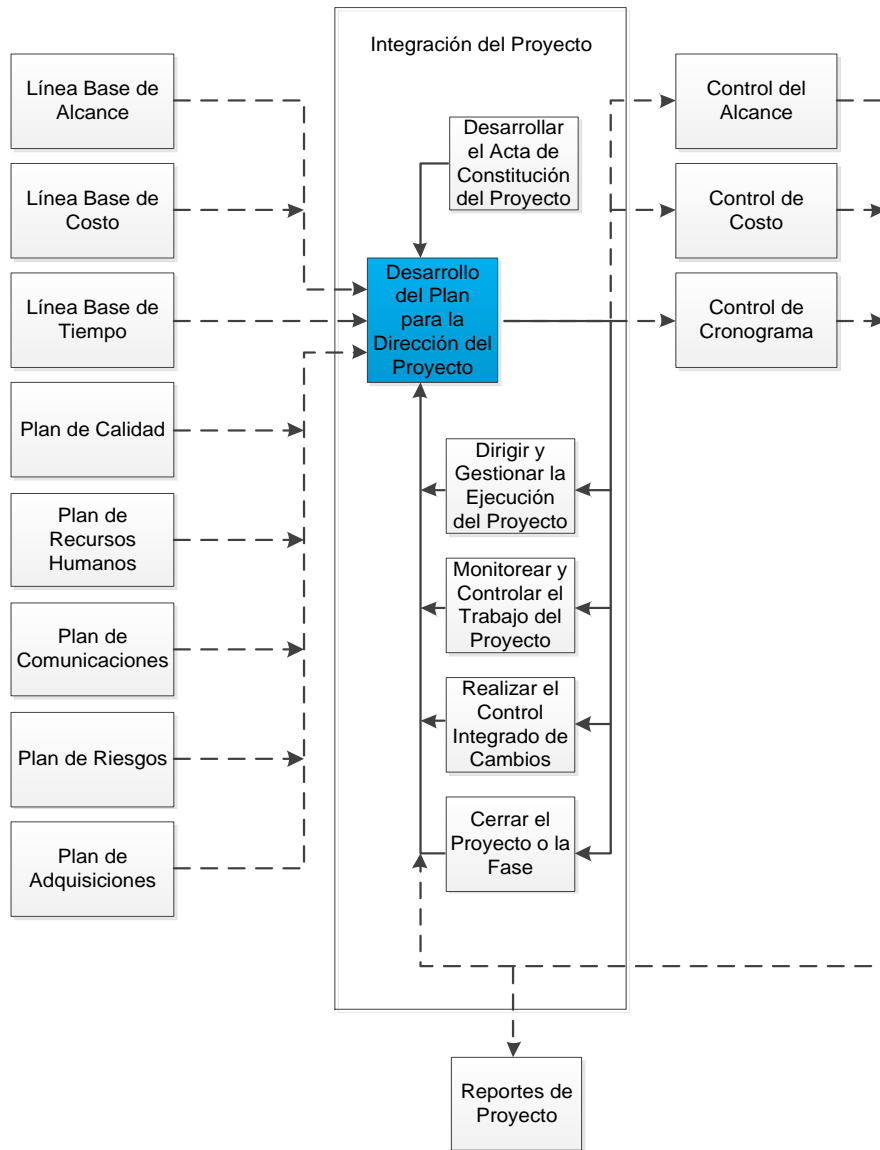 Integración del Proyecto
Línea Base de
Alcance
Línea Base de
Costo
Línea Base de
Tiempo
Plan de Calidad
Plan de
Recursos
Humanos
Plan de
Comunicaciones
Plan de Riesgos
Plan de
Adquisiciones
Desarrollar
el Acta de
Constitución
del Proyecto
Desarrollo
del Plan
para la
Dirección del
Proyecto
Dirigir y
Gestionar la
Ejecución
del Proyecto
Monitorear y
Controlar el
Trabajo del
Proyecto
Realizar el
Control
Integrado de
Cambios
Cerrar el
Proyecto o la
Fase
Control del
Alcance
Control de
Costo
Control de
Cronograma
Reportes de
Proyecto